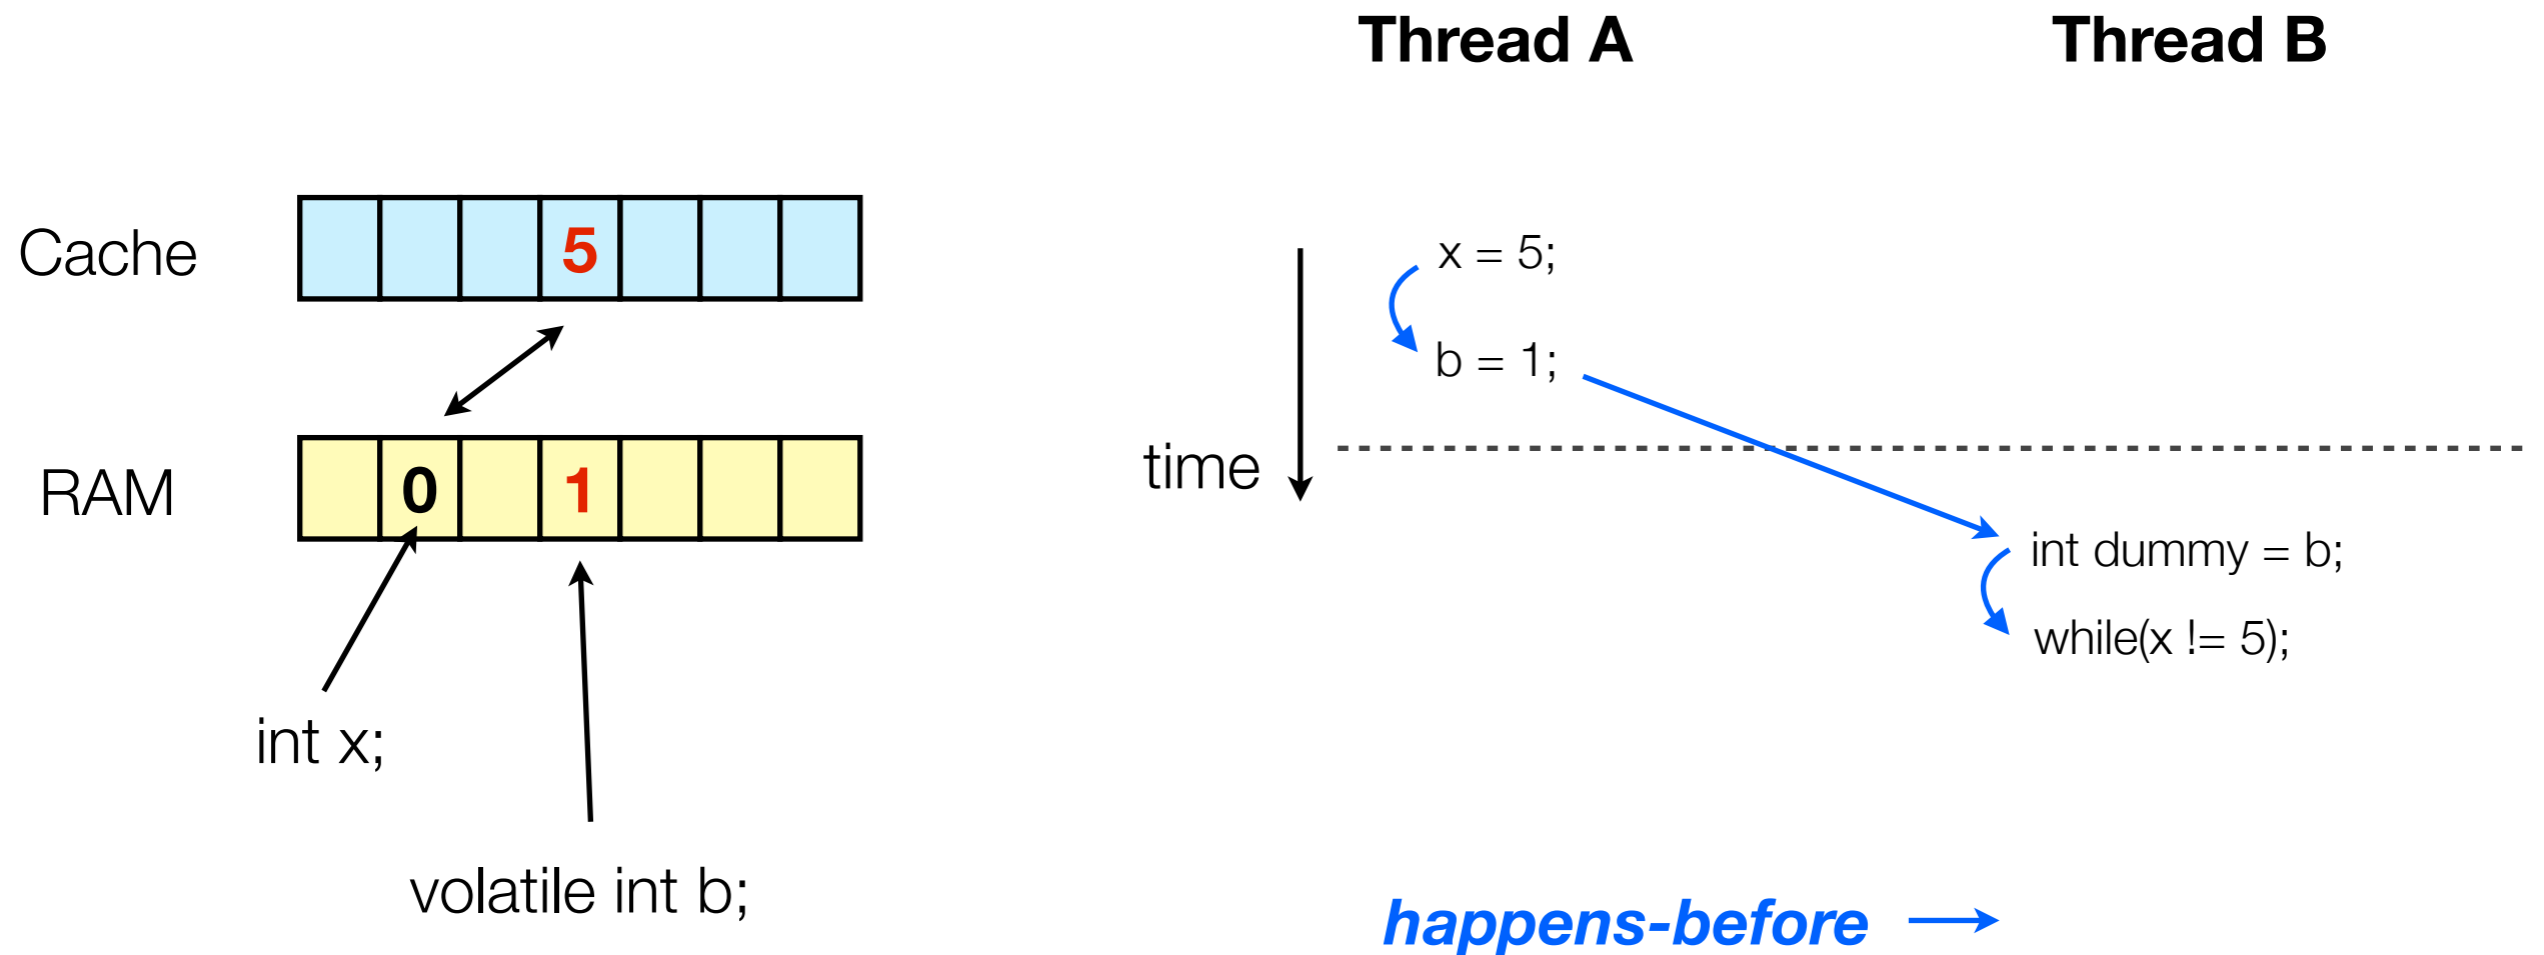 Thread A
Thread B
Cache
5
RAM
0
1
int x;
volatile int b;
time
x = 5;
b = 1;
int dummy = b;
while(x != 5);
happens-before